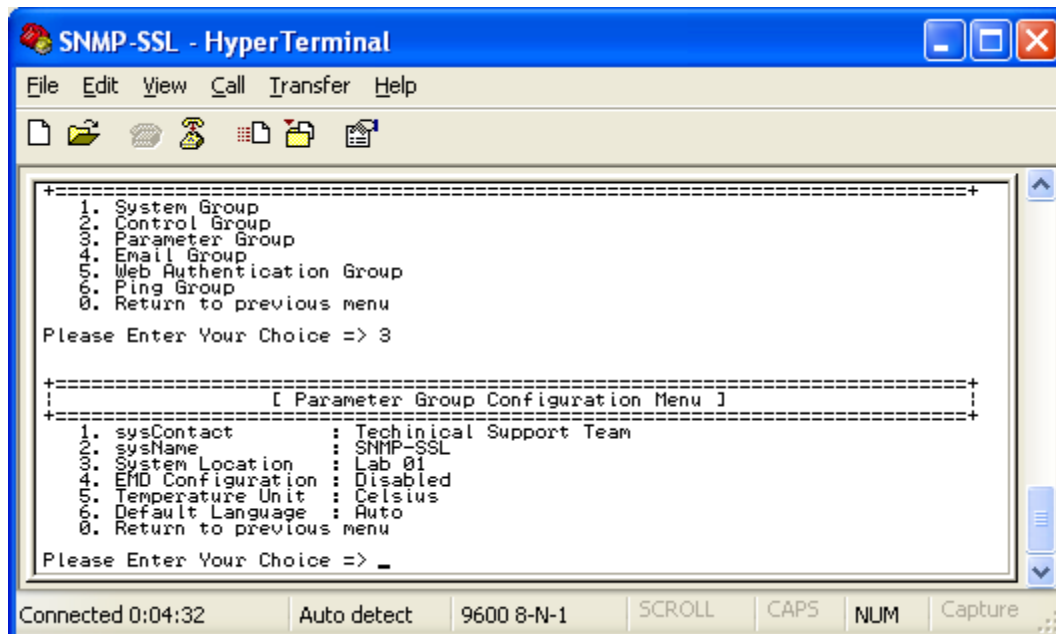 SNMP-SSL - HyperTerminal
File Edit View Call Transfer Help
+============================================================================+
1. System Group
2. Control Group
3. Parameter Group
4. Email Group
5. Web Authentication Group
6. Ping Group
0. Return to previous menu
Please Enter Your Choice => 3
+============================================================================+
¦ [ Parameter Group Configuration Menu ] ¦
+============================================================================+
1. sysContact : Techinical Support Team
2. sysName : SNMP-SSL
3. System Location : Lab 01
4. EMD Configuration : Disabled
5. Temperature Unit : Celsius
6. Default Language : Auto
0. Return to previous menu
Please Enter Your Choice => _
Connected 0:04:32 Auto detect 9600 8-N-1 SCROLL CAPS NUM Capture